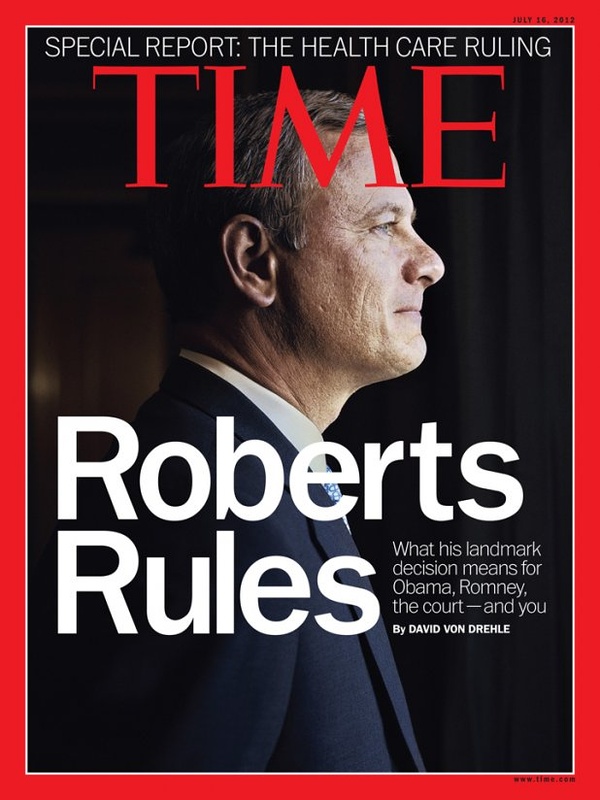 JULY 16, 2012
SPECIAL REPORT: THE HEALTH CARE RULING
TIME
Roberts
Rules
What his landmark
decision means for
Obama, Romney,
the court — and you
By DAVID VON DREHLE
www.time.com